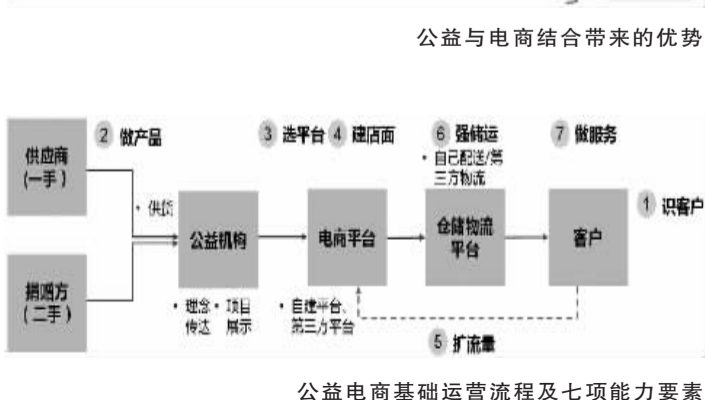 公益与电商结合带来的优势
② 做产品
③ 选平台 ④ 建店面
⑥ 强储运
⑦ 做服务
• 自己配送/第
三方物流
供应商
(一手)
• 供货
① 识客户
公益机构
电商平台
仓储物流
平台
客户
捐赠方
(二手)
• 理念
传达
• 项目
展示
• 自建平台、
第三方平台
⑤ 扩流量
公益电商基础运营流程及七项能力要素